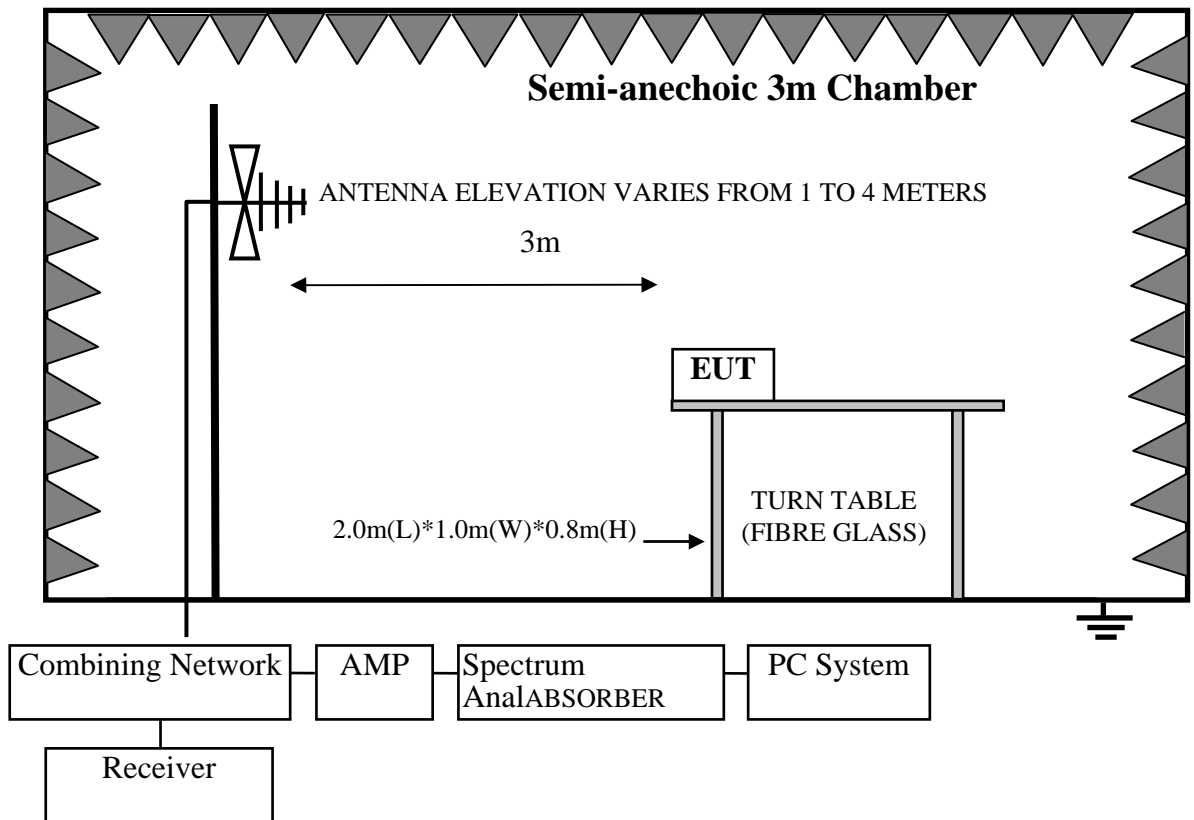 Semi-anechoic 3m Chamber
ANTENNA ELEVATION VARIES FROM 1 TO 4 METERS
3m
EUT
2.0m(L)*1.0m(W)*0.8m(H)
TURN TABLE
(FIBRE GLASS)
Combining Network
AMP
Spectrum
AnalABSORBER
PC System
Receiver